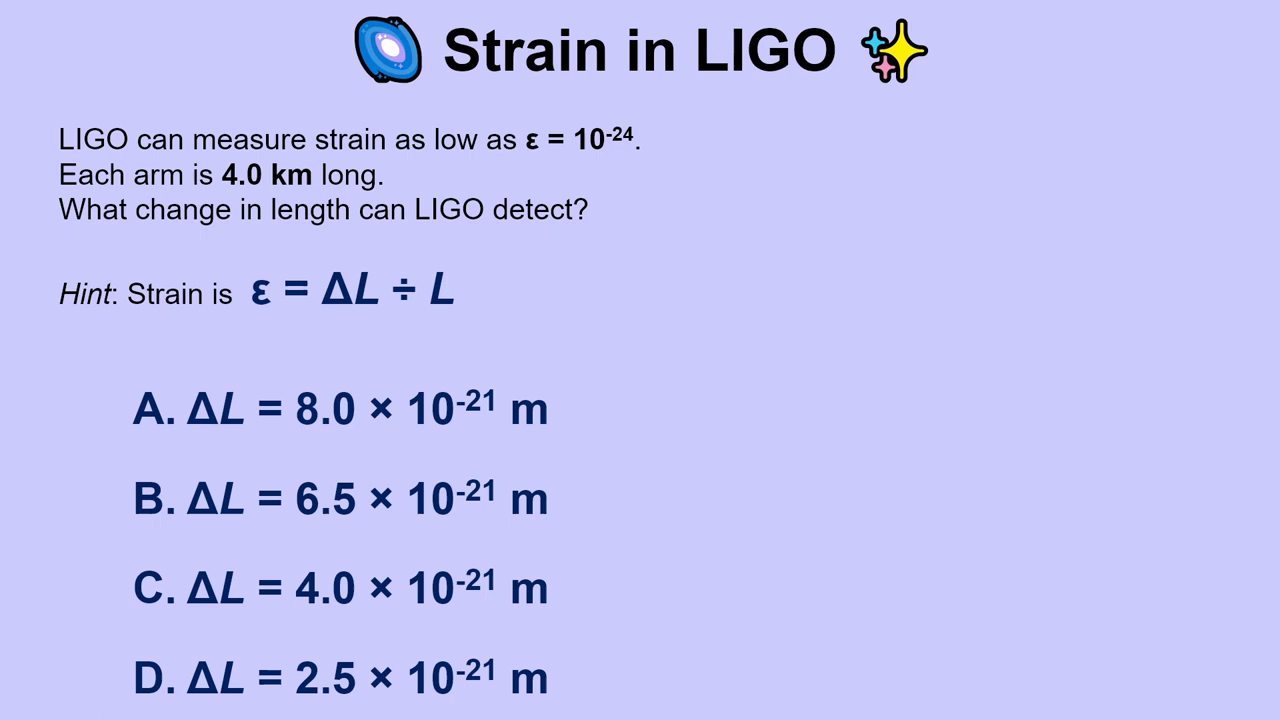 Strain in LIGO
LIGO can measure strain as low as ε = 10⁻²⁴.
Each arm is 4.0 km long.
What change in length can LIGO detect?
Hint: Strain is ε = ΔL ÷ L
A. ΔL = 8.0 × 10⁻²¹ m
B. ΔL = 6.5 × 10⁻²¹ m
C. ΔL = 4.0 × 10⁻²¹ m
D. ΔL = 2.5 × 10⁻²¹ m